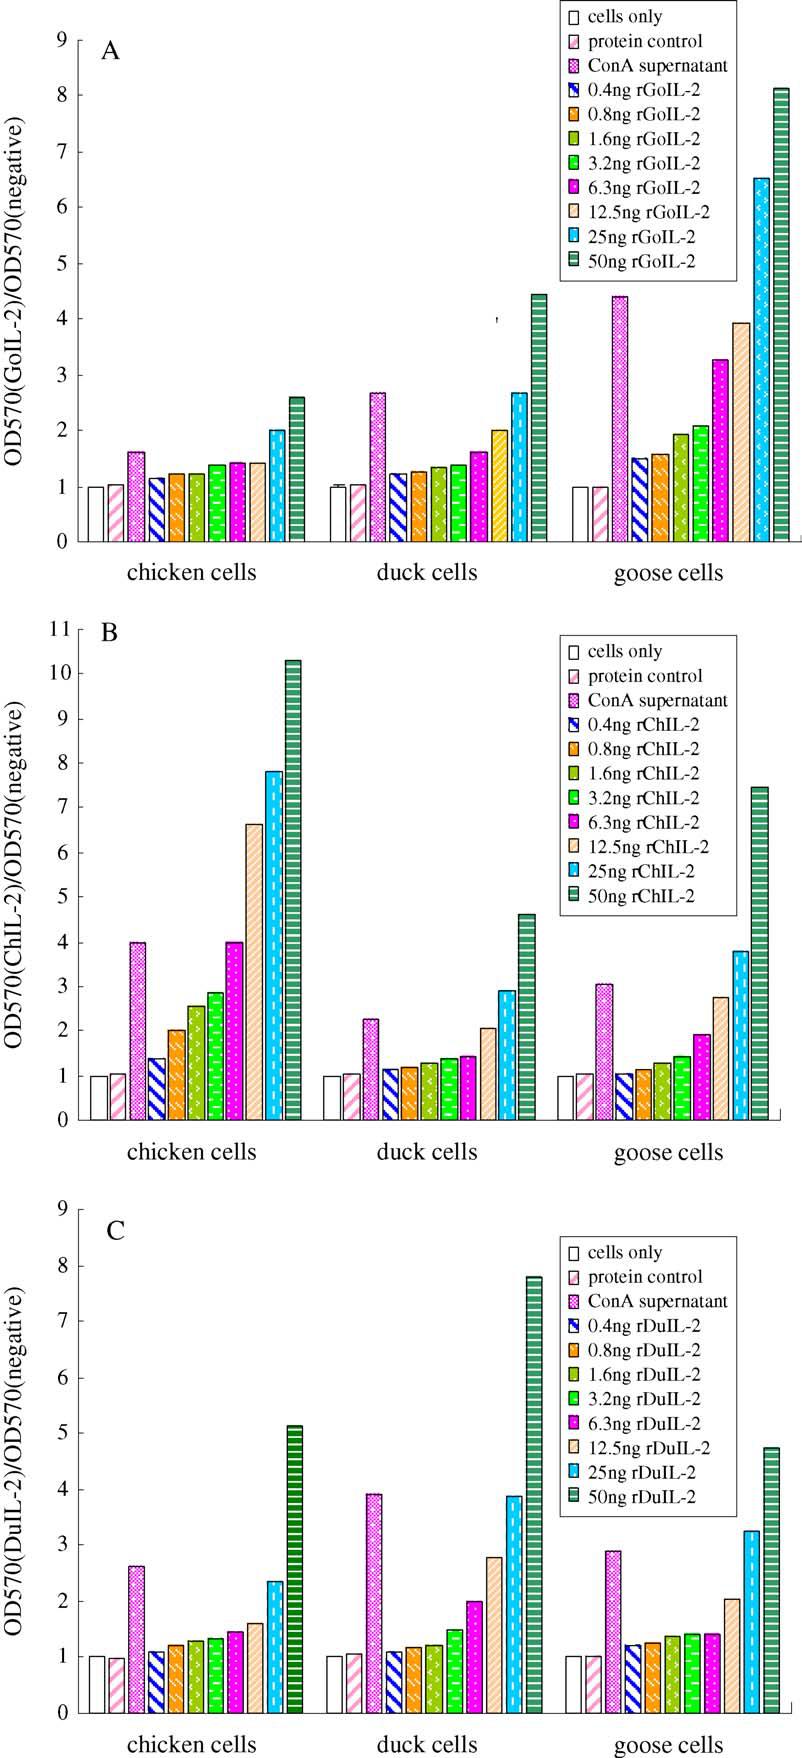 A
cells only
protein control
ConA supernatant
0.4ng rGoIL-2
0.8ng rGoIL-2
1.6ng rGoIL-2
3.2ng rGoIL-2
6.3ng rGoIL-2
12.5ng rGoIL-2
25ng rGoIL-2
50ng rGoIL-2
OD570(GoIL-2)/OD570(negative)
9
8
7
6
5
4
3
2
1
0
chicken cells duck cells goose cells
B
cells only
protein control
ConA supernatant
0.4ng rChIL-2
0.8ng rChIL-2
1.6ng rChIL-2
3.2ng rChIL-2
6.3ng rChIL-2
12.5ng rChIL-2
25ng rChIL-2
50ng rChIL-2
OD570(ChIL-2)/OD570(negative)
11
10
9
8
7
6
5
4
3
2
1
0
chicken cells duck cells goose cells
C
cells only
protein control
ConA supernatant
0.4ng rDuIL-2
0.8ng rDuIL-2
1.6ng rDuIL-2
3.2ng rDuIL-2
6.3ng rDuIL-2
12.5ng rDuIL-2
25ng rDuIL-2
50ng rDuIL-2
OD570(DuIL-2)/OD570(negative)
9
8
7
6
5
4
3
2
1
0
chicken cells duck cells goose cells